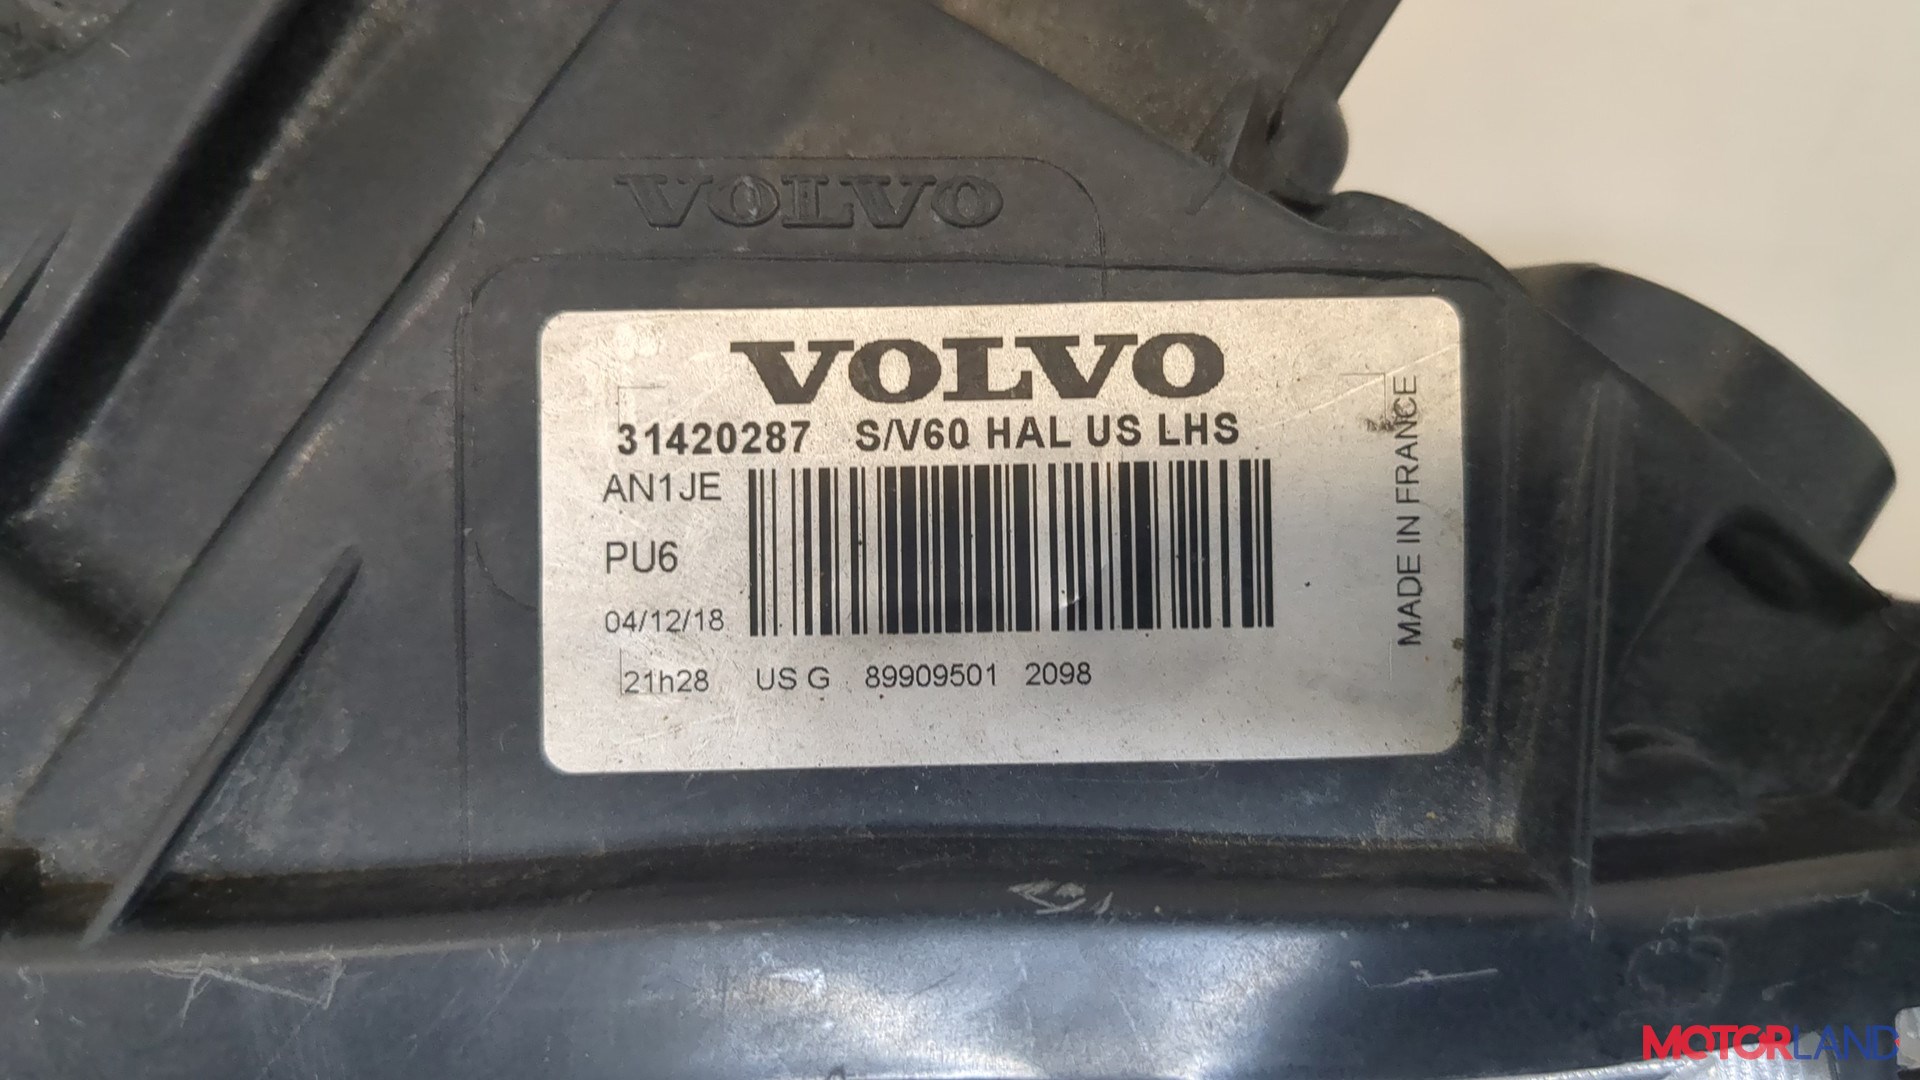 VOLVO
VOLVO
31420287 S/V60 HAL US LHS
AN1JE
PU6
04/12/18
21h28 US G 89909501 2098
MADE IN FRANCE
MOTORLAND